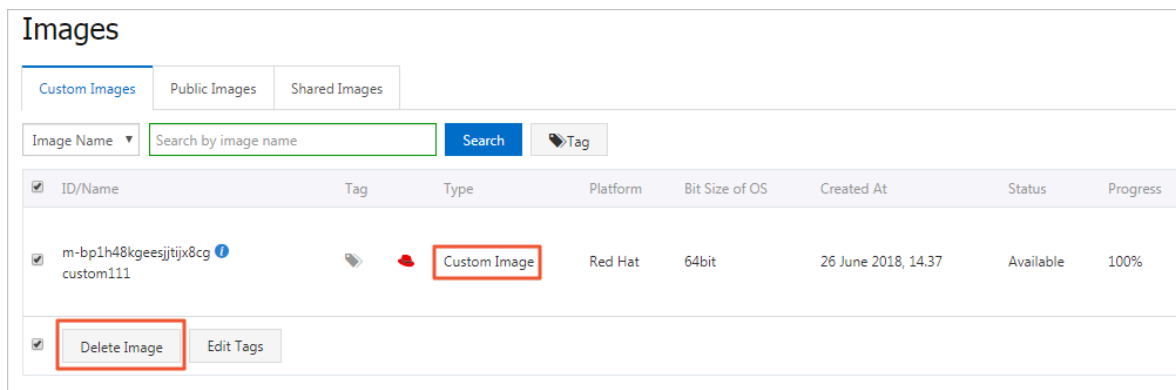 Images
Custom Images Public Images Shared Images
Image Name Search by image name Search Tag
ID/Name Tag Type Platform Bit Size of OS Created At Status Progress
m-bp1h48kgeesjjtijx8cg
custom111
Custom Image Red Hat 64bit 26 June 2018, 14.37 Available 100%
Delete Image Edit Tags